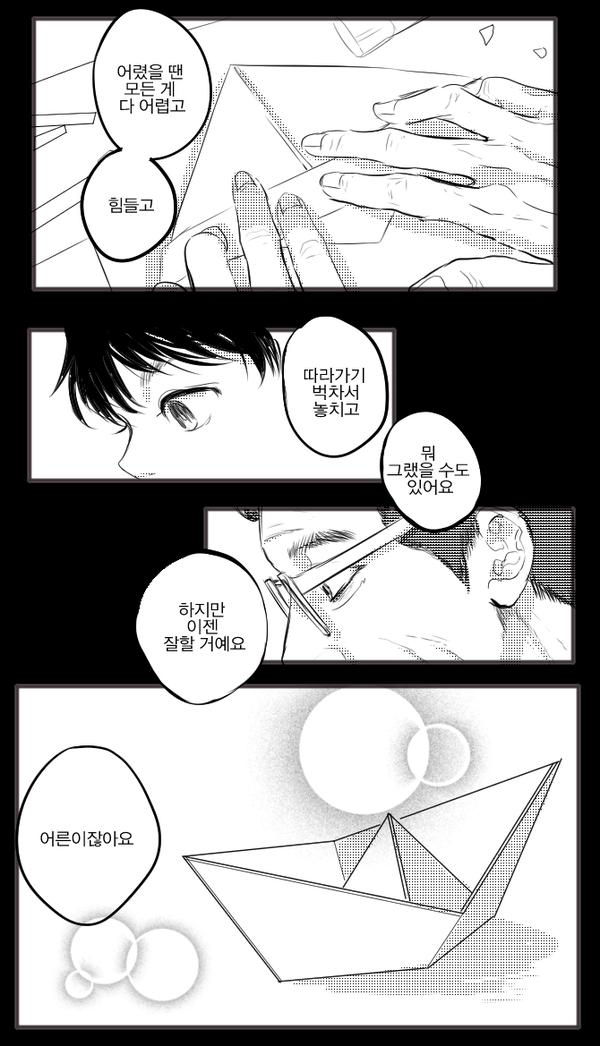 어렸을 땐
모든 게
다 어렵고
힘들고
따라가기
벅차서
놓치고
뭐
그랬을 수도
있어요
하지만
이젠
잘할 거예요
어른이잖아요